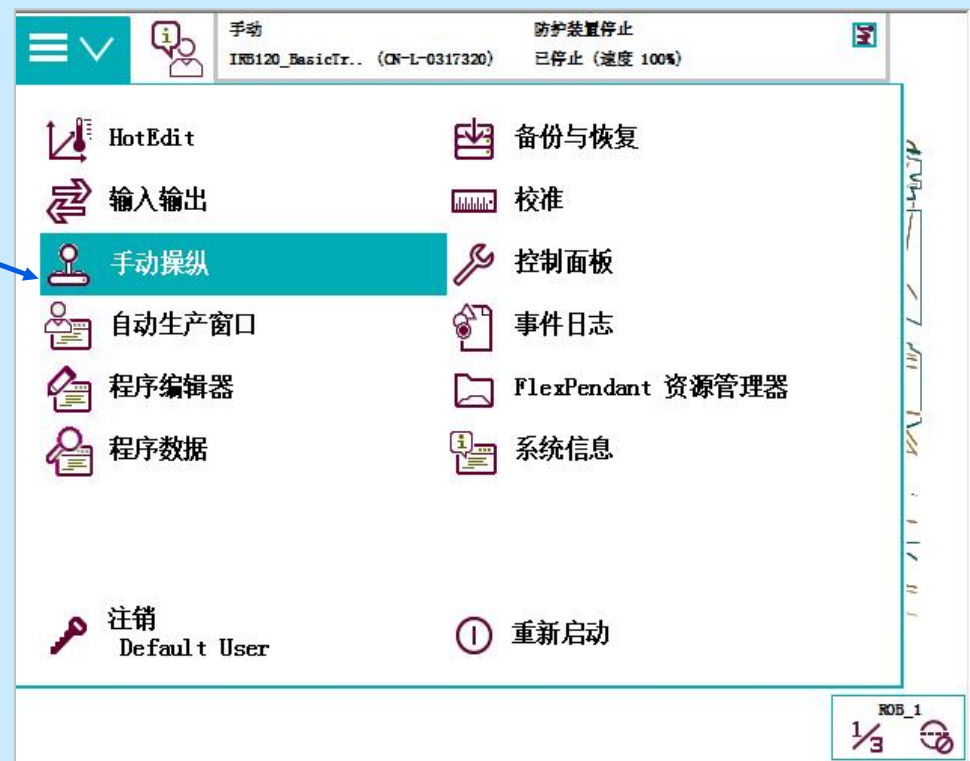 手动
防护装置停止
IRB120_BasicTr.. (CN-L-0317320)
已停止 (速度 100%)
HotEdit
备份与恢复
输入输出
校准
手动操纵
控制面板
自动生产窗口
事件日志
程序编辑器
FlexPendant 资源管理器
程序数据
系统信息
注销
Default User
重新启动
ROB_1
1/3